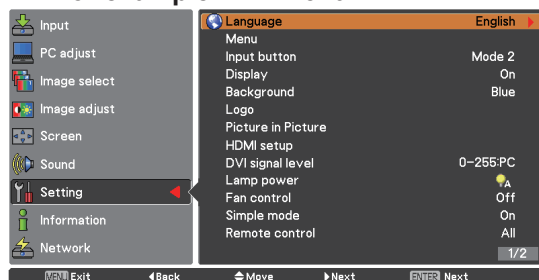 Input
PC adjust
Image select
Image adjust
Screen
Sound
Setting
Information
Network
Language English
Menu
Input button Mode 2
Display On
Background Blue
Logo
Picture in Picture
HDMI setup
DVI signal level 0-255:PC
Lamp power A
Fan control Off
Simple mode On
Remote control All
1/2
MENU Exit Back Move Next ENTER Next